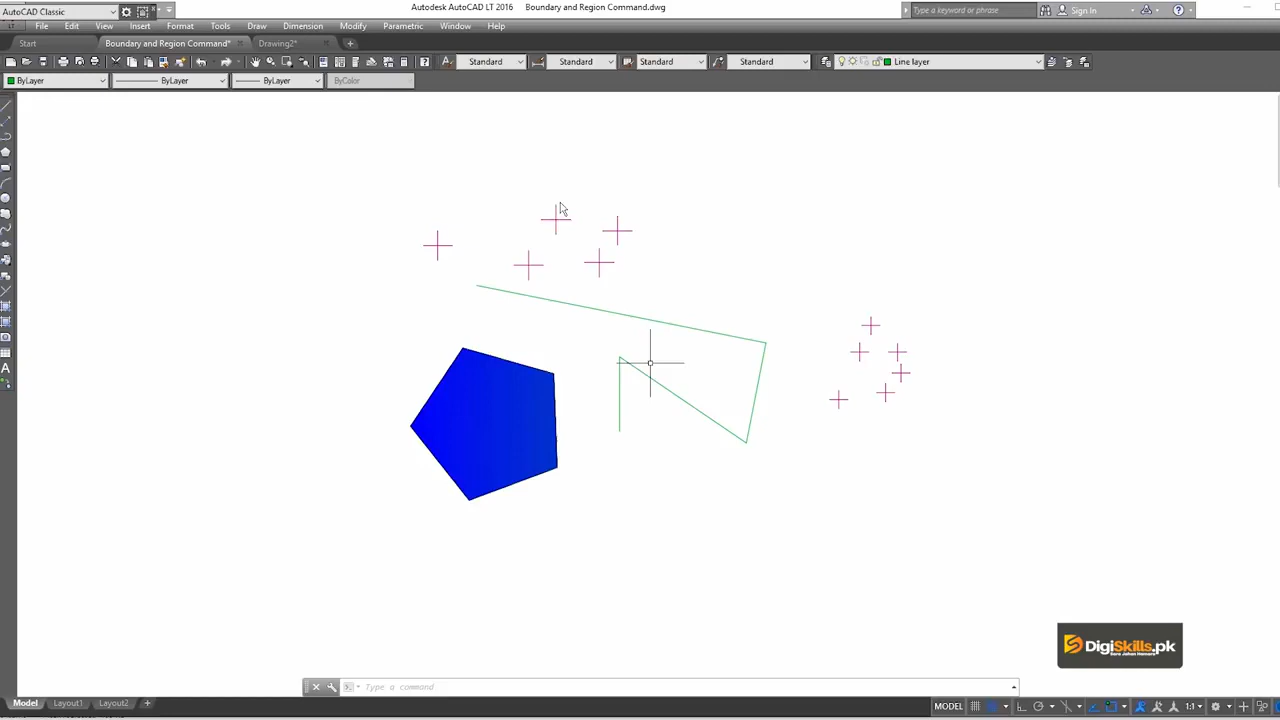 AutoCAD Classic
Autodesk AutoCAD LT 2016 Boundary and Region Command.dwg
Type a keyword or phrase
Sign In
File Edit View Insert Format Tools Draw Dimension Modify Parametric Window Help
Start Boundary and Region Command* Drawing2*
Standard Standard Standard Standard Line layer
ByLayer ByLayer ByLayer ByColor
A
DigiSkills.pk
Type a command
Model Layout1 Layout2 MODEL 1:1